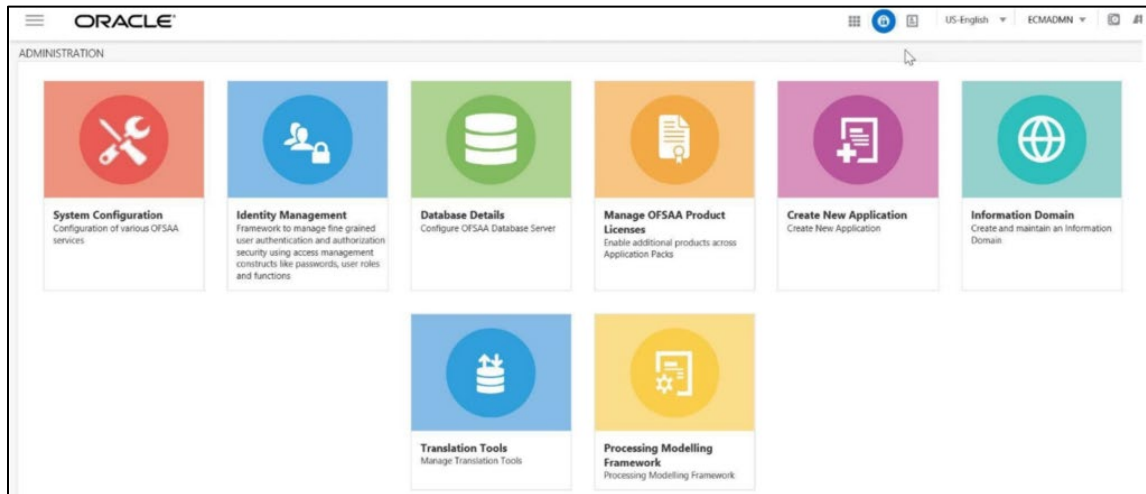 ORACLE
US-English
ECMADMN
ADMINISTRATION
System Configuration
Configuration of various OFSAA
services
Identity Management
Framework to manage fine grained
user authentication and authorization
security using access management
constructs like passwords, user roles
and functions
Database Details
Configure OFSAA Database Server
Manage OFSAA Product
Licenses
Enable additional products across
Application Packs
Create New Application
Create New Application
Information Domain
Create and maintain an Information
Domain
Translation Tools
Manage Translation Tools
Processing Modelling
Framework
Processing Modelling Framework